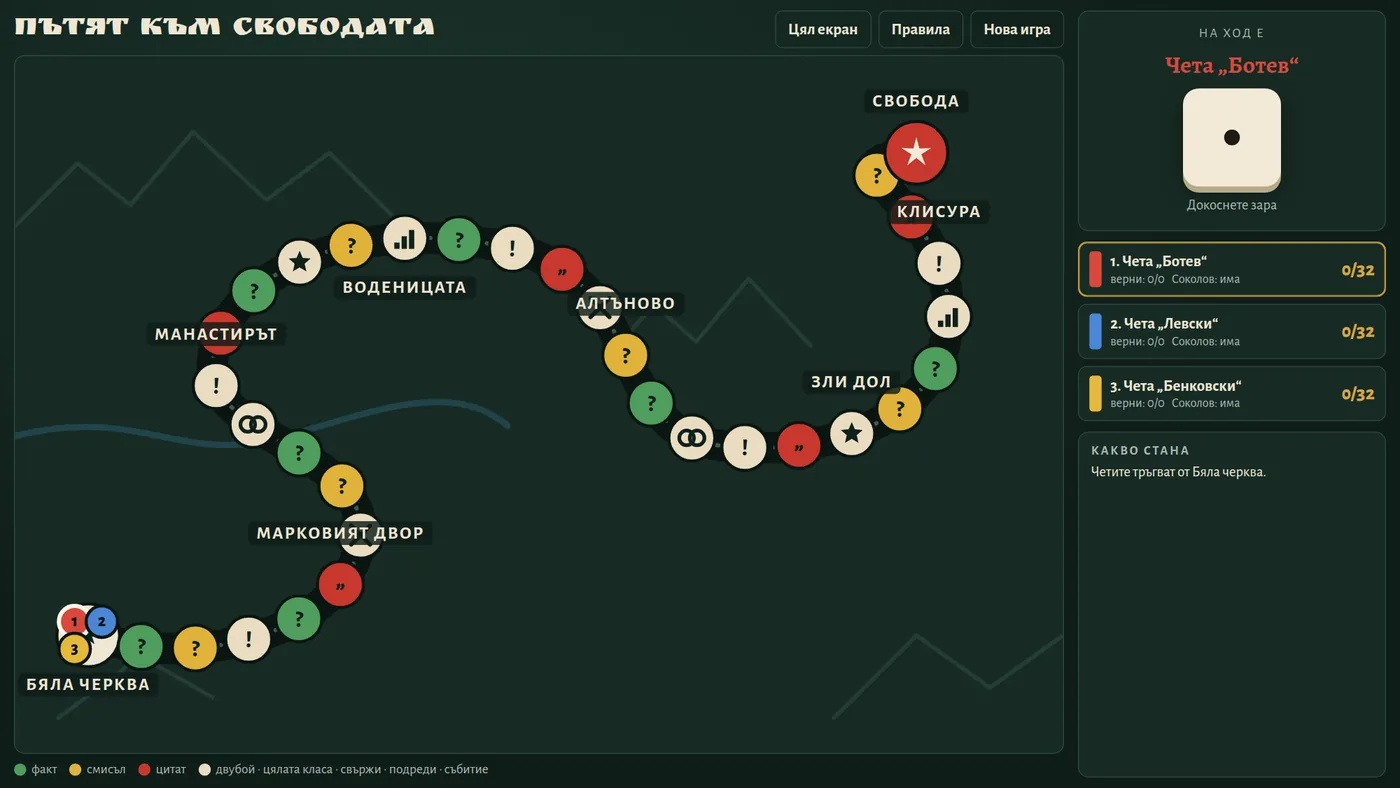 ПЪТЯТ КЪМ СВОБОДАТА
Цял екран
Правила
Нова игра
НА ХОД Е
Чета „Ботев“
Докоснете зара
1. Чета „Ботев“
верни: 0/0 Соколов: има
0/32
2. Чета „Левски“
верни: 0/0 Соколов: има
0/32
3. Чета „Бенковски“
верни: 0/0 Соколов: има
0/32
КАКВО СТАНА
Четите тръгват от Бяла черква.
СВОБОДА
?
КЛИСУРА
!
?
ЗЛИ ДОЛ
?
„
!
?
?
АЛТЪНОВО
„
!
?
ВОДЕНИЦАТА
?
?
МАНАСТИРЪТ
!
?
?
МАРКОВИЯТ ДВОР
„
?
!
?
?
1
2
3
БЯЛА ЧЕРКВА
факт
смисъл
цитат
двубой · цялата класа · свържи · подреди · събитие